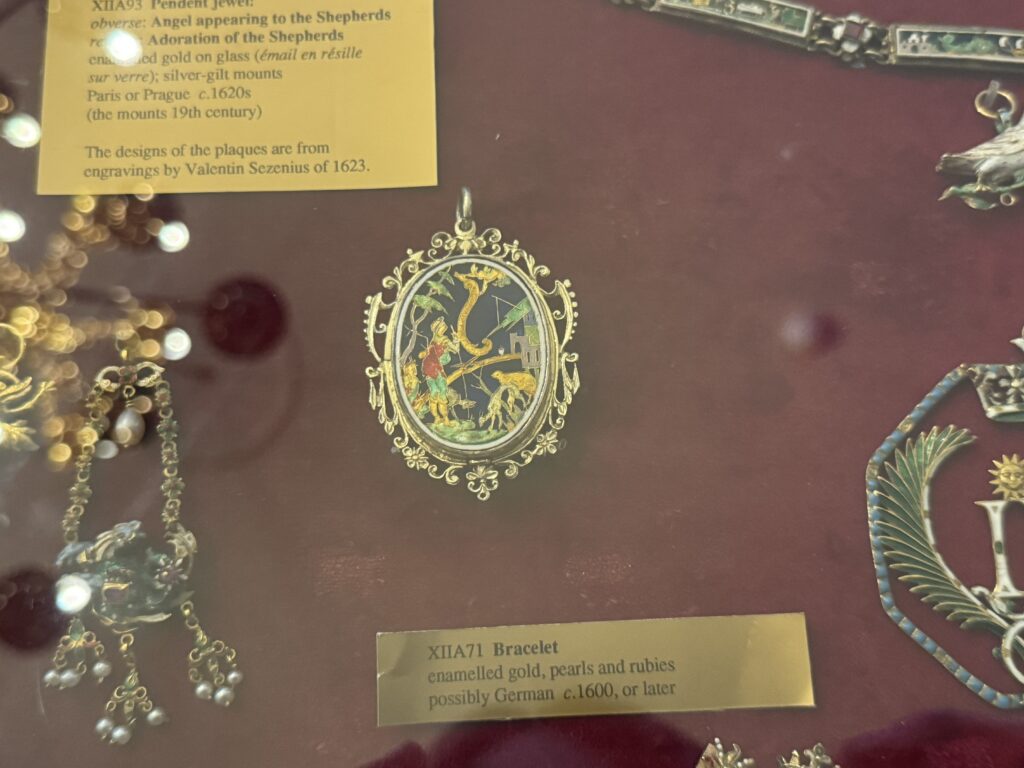 XIIA93 Pendent jewel:
obverse: Angel appearing to the Shepherds
Adoration of the Shepherds
enamelled gold on glass (émail en résille
sur verre); silver-gilt mounts
Paris or Prague c.1620s
(the mounts 19th century)
The designs of the plaques are from
engravings by Valentin Sezenius of 1623.
XIIA71 Bracelet
enamelled gold, pearls and rubies
possibly German c.1600, or later